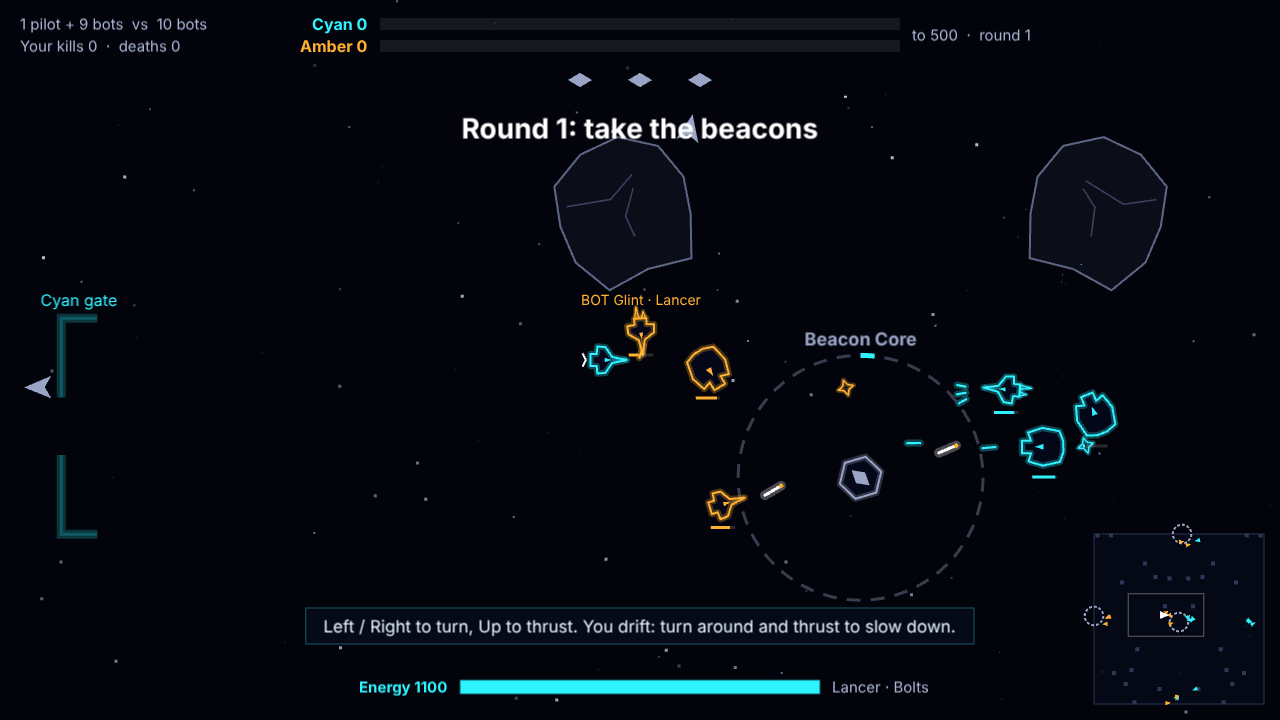 1 pilot + 9 bots vs 10 bots
Your kills 0 · deaths 0
Cyan 0
Amber 0
to 500 · round 1
Round 1: take the beacons
Cyan gate
BOT Glint · Lancer
Beacon Core
Left / Right to turn, Up to thrust. You drift: turn around and thrust to slow down.
Energy 1100
Lancer · Bolts